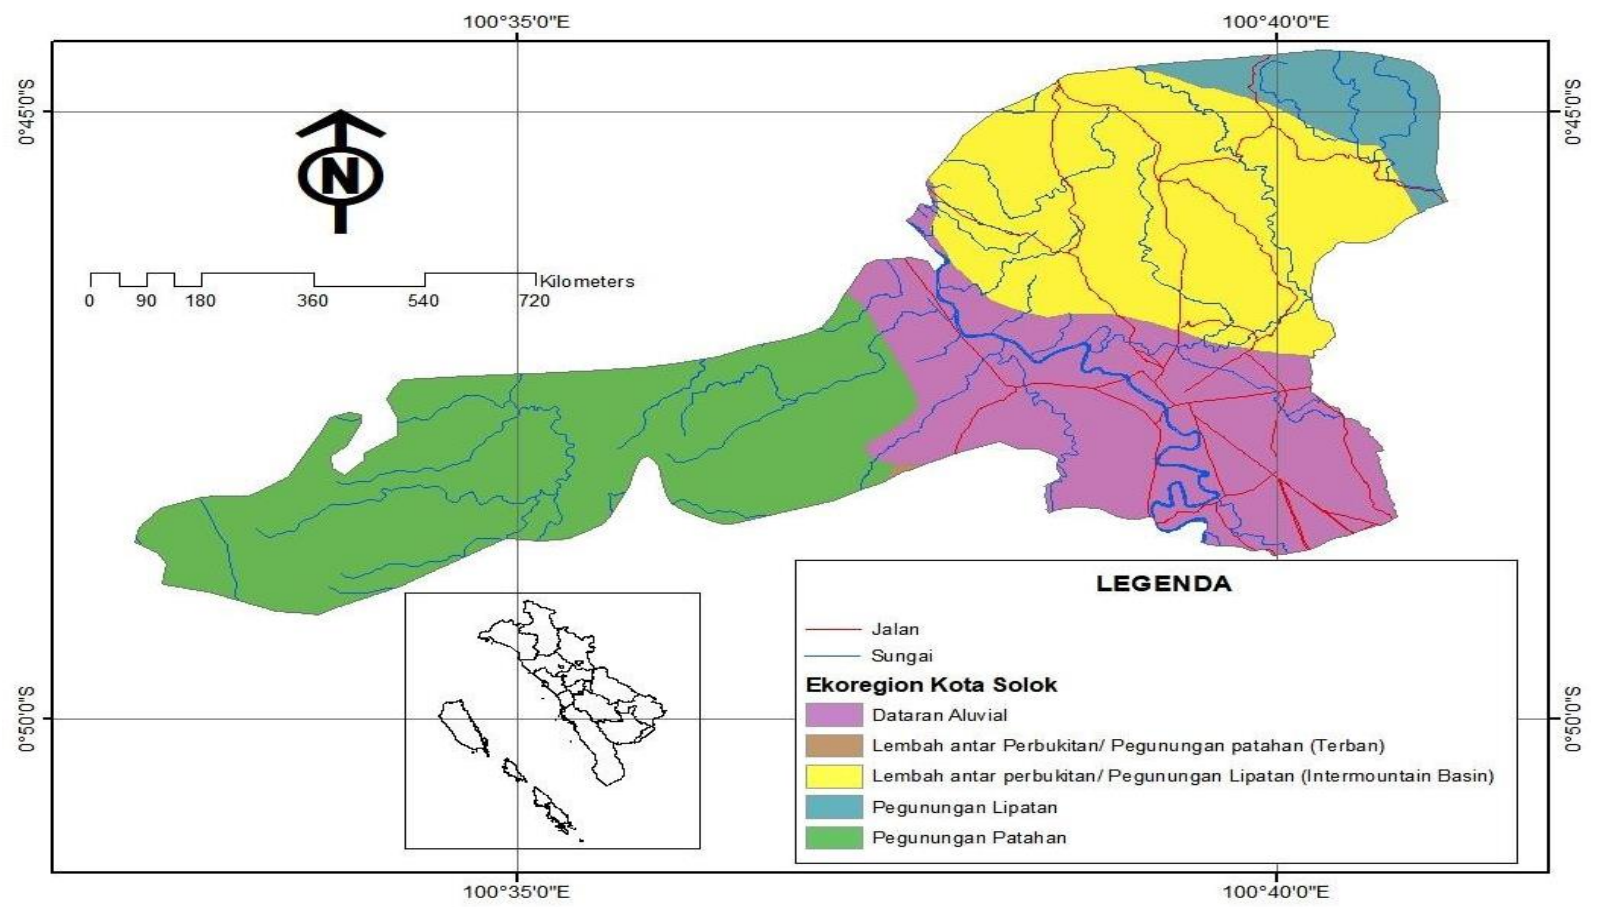 100°35'0"E 100°40'0"E
0°45'0"S 0°45'0"S
N
Kilometers
0 90 180 360 540 720
LEGENDA
Jalan
Sungai
Ekoregion Kota Solok
Dataran Aluvial
Lembah antar Perbukitan/ Pegunungan patahan (Terban)
Lembah antar perbukitan/ Pegunungan Lipatan (Intermountain Basin)
Pegunungan Lipatan
Pegunungan Patahan
0°50'0"S 0°50'0"S
100°35'0"E 100°40'0"E